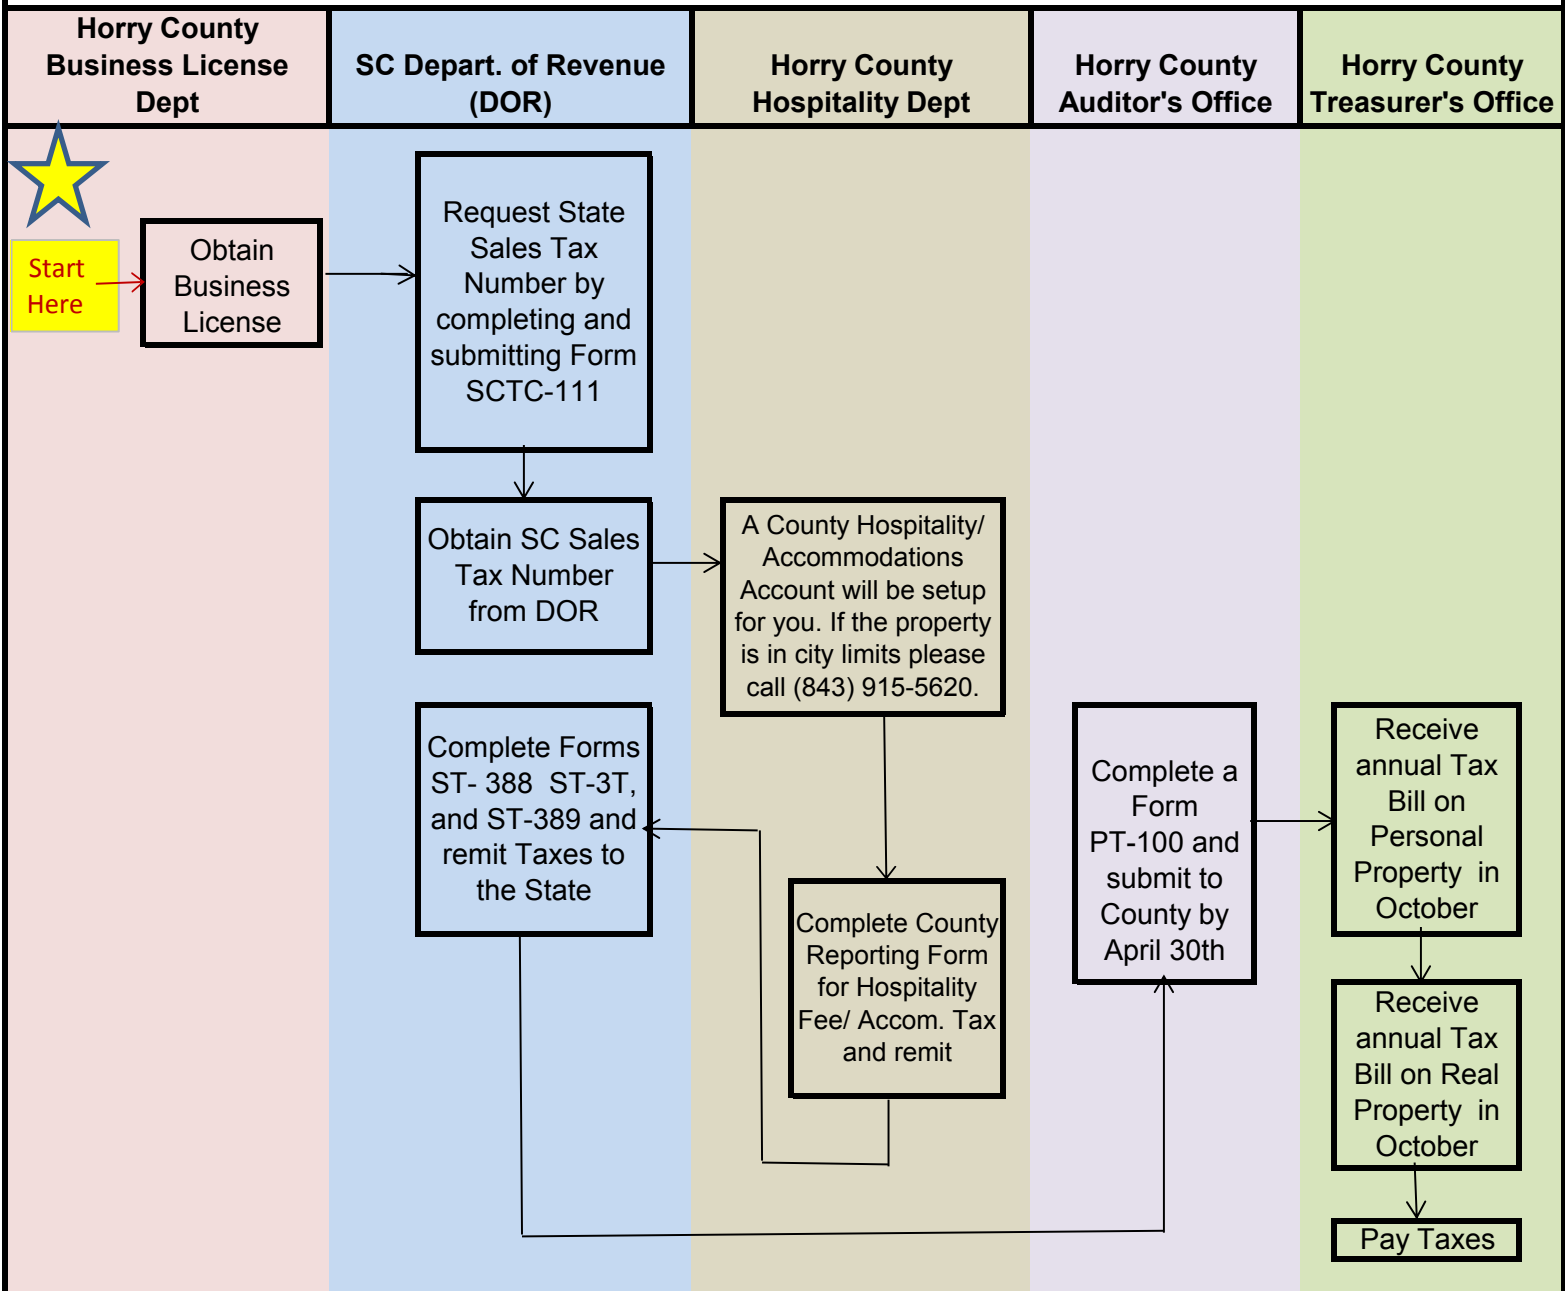 Horry County
Business License
Dept
SC Depart. of Revenue
(DOR)
Horry County
Hospitality Dept
Horry County
Auditor's Office
Horry County
Treasurer's Office
Start
Here
Obtain
Business
License
Request State
Sales Tax
Number by
completing and
submitting Form
SCTC-111
Obtain SC Sales
Tax Number
from DOR
A County Hospitality/
Accommodations
Account will be setup
for you. If the property
is in city limits please
call (843) 915-5620.
Complete County
Reporting Form
for Hospitality
Fee/ Accom. Tax
and remit
Complete Forms
ST- 388  ST-3T,
and ST-389 and
remit Taxes to
the State
Complete a
Form
PT-100 and
submit to
County by
April 30th
Receive
annual Tax
Bill on
Personal
Property  in
October
Receive
annual Tax
Bill on Real
Property  in
October
Pay Taxes